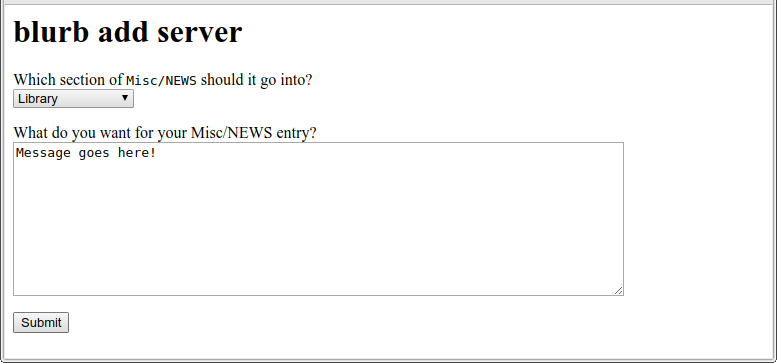 blurb add server
Which section of Misc/NEWS should it go into?
Library
What do you want for your Misc/NEWS entry?
Message goes here!
Submit